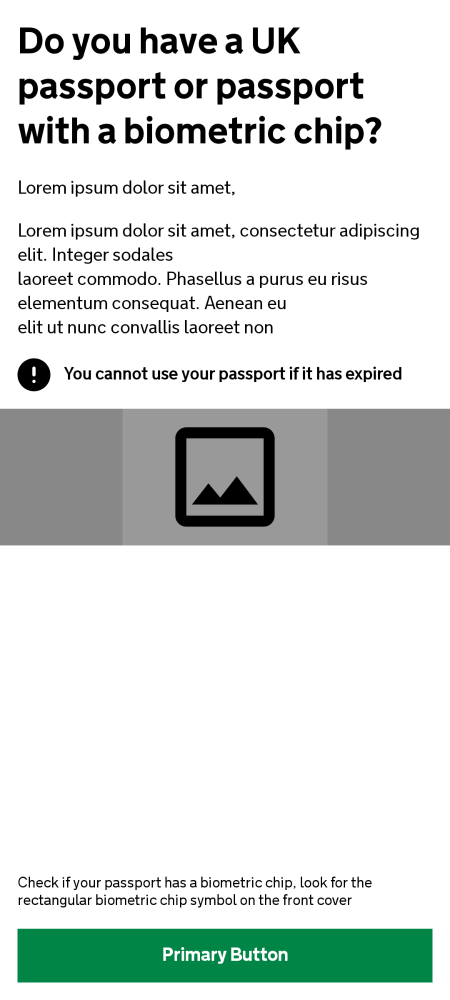 Do you have a UK
passport or passport
with a biometric chip?
Lorem ipsum dolor sit amet,
Lorem ipsum dolor sit amet, consectetur adipiscing
elit. Integer sodales
laoreet commodo. Phasellus a purus eu risus
elementum consequat. Aenean eu
elit ut nunc convallis laoreet non
You cannot use your passport if it has expired
Check if your passport has a biometric chip, look for the
rectangular biometric chip symbol on the front cover
Primary Button